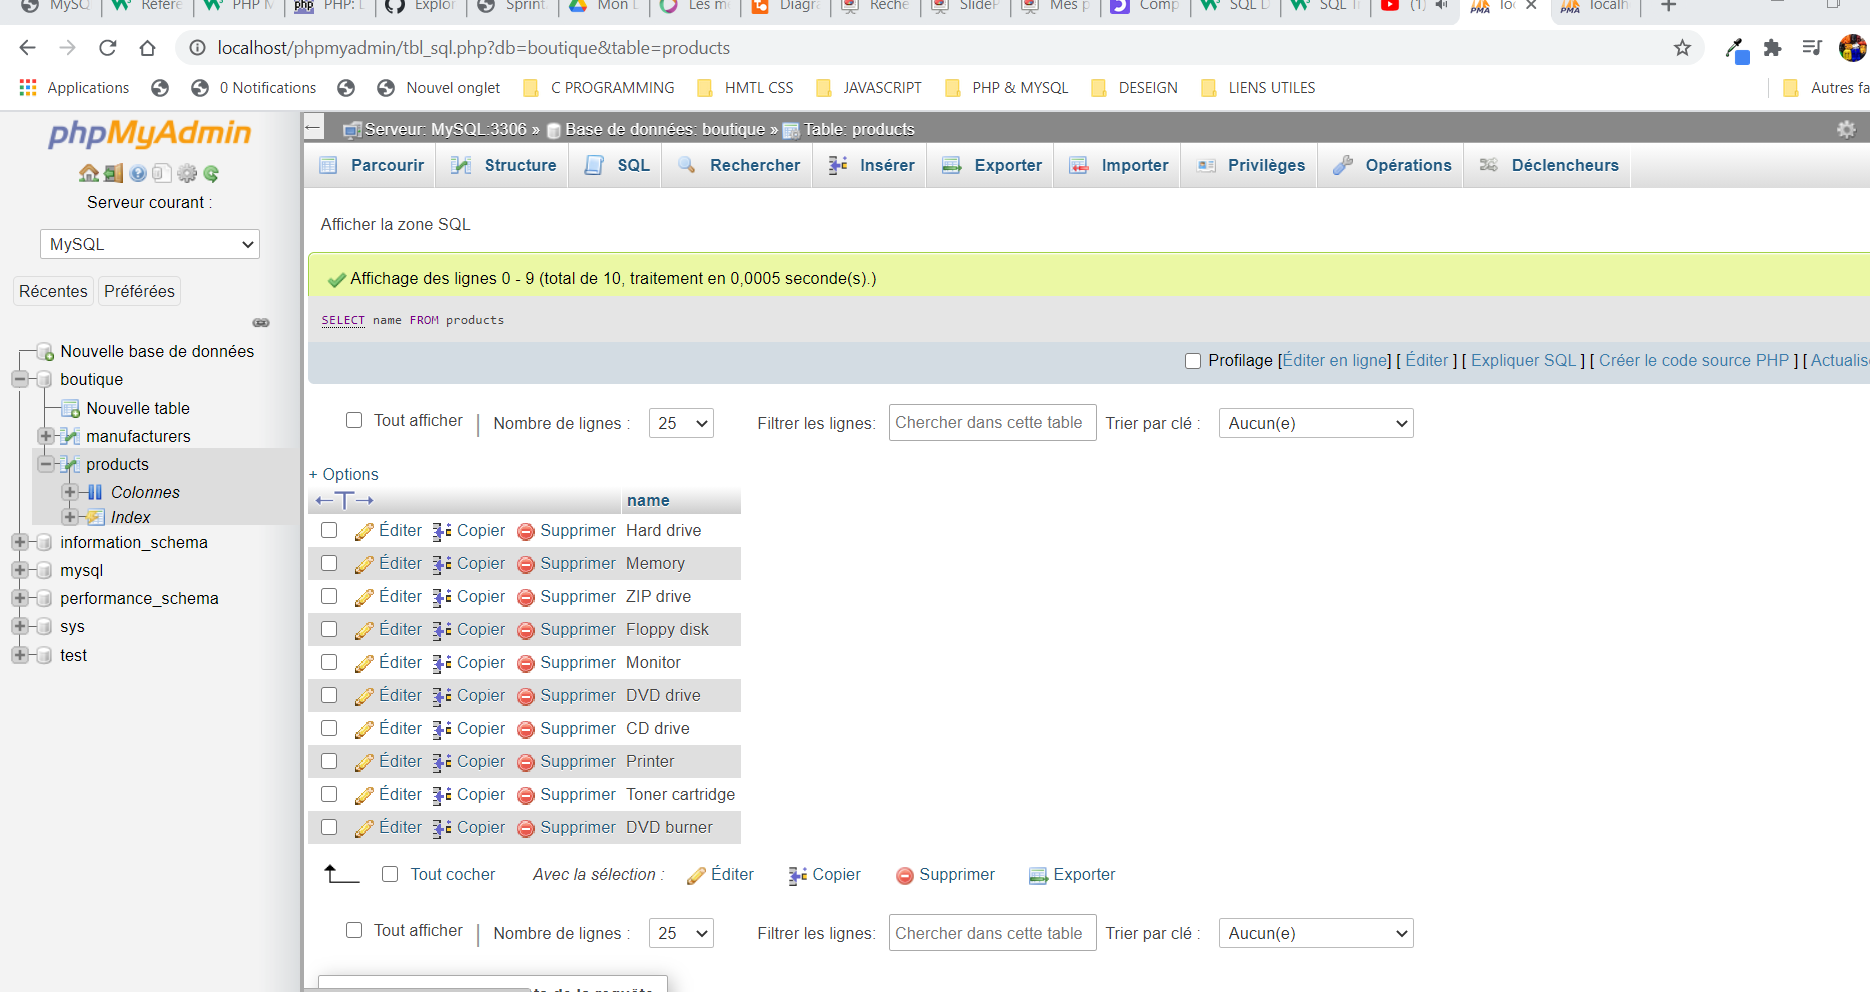 MySQ
Référe
PHP M
php PHP: D
Explor
Sprint
Mon D
Les m
Diagra
Reche
SlideP
Mes p
Comp
SQL D
SQL T
(1)
loc
localh
localhost/phpmyadmin/tbl_sql.php?db=boutique&table=products
Applications
0 Notifications
Nouvel onglet
C PROGRAMMING
HMTL CSS
JAVASCRIPT
PHP & MYSQL
DESEIGN
LIENS UTILES
Autres fa
phpMyAdmin
Serveur courant :
MySQL
Récentes Préférées
Nouvelle base de données
boutique
Nouvelle table
manufacturers
products
Colonnes
Index
information_schema
mysql
performance_schema
sys
test
Serveur: MySQL:3306 » Base de données: boutique » Table: products
Parcourir Structure SQL Rechercher Insérer Exporter Importer Privilèges Opérations Déclencheurs
Afficher la zone SQL
Affichage des lignes 0 - 9 (total de 10, traitement en 0,0005 seconde(s).)
SELECT name FROM products
Profilage [Éditer en ligne] [ Éditer ] [ Expliquer SQL ] [ Créer le code source PHP ] [ Actualis
Tout afficher | Nombre de lignes : 25 Filtrer les lignes: Chercher dans cette table Trier par clé : Aucun(e)
+ Options
←T→ name
Éditer Copier Supprimer Hard drive
Éditer Copier Supprimer Memory
Éditer Copier Supprimer ZIP drive
Éditer Copier Supprimer Floppy disk
Éditer Copier Supprimer Monitor
Éditer Copier Supprimer DVD drive
Éditer Copier Supprimer CD drive
Éditer Copier Supprimer Printer
Éditer Copier Supprimer Toner cartridge
Éditer Copier Supprimer DVD burner
Tout cocher Avec la sélection : Éditer Copier Supprimer Exporter
Tout afficher | Nombre de lignes : 25 Filtrer les lignes: Chercher dans cette table Trier par clé : Aucun(e)
de la requête